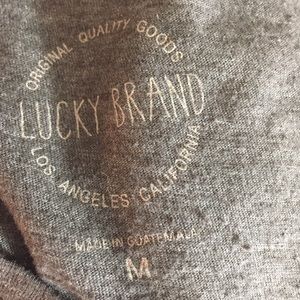 ORIGINAL QUALITY GOODS
LUCKY BRAND
LOS ANGELES CALIFORNIA
MADE IN GUATEMALA
M